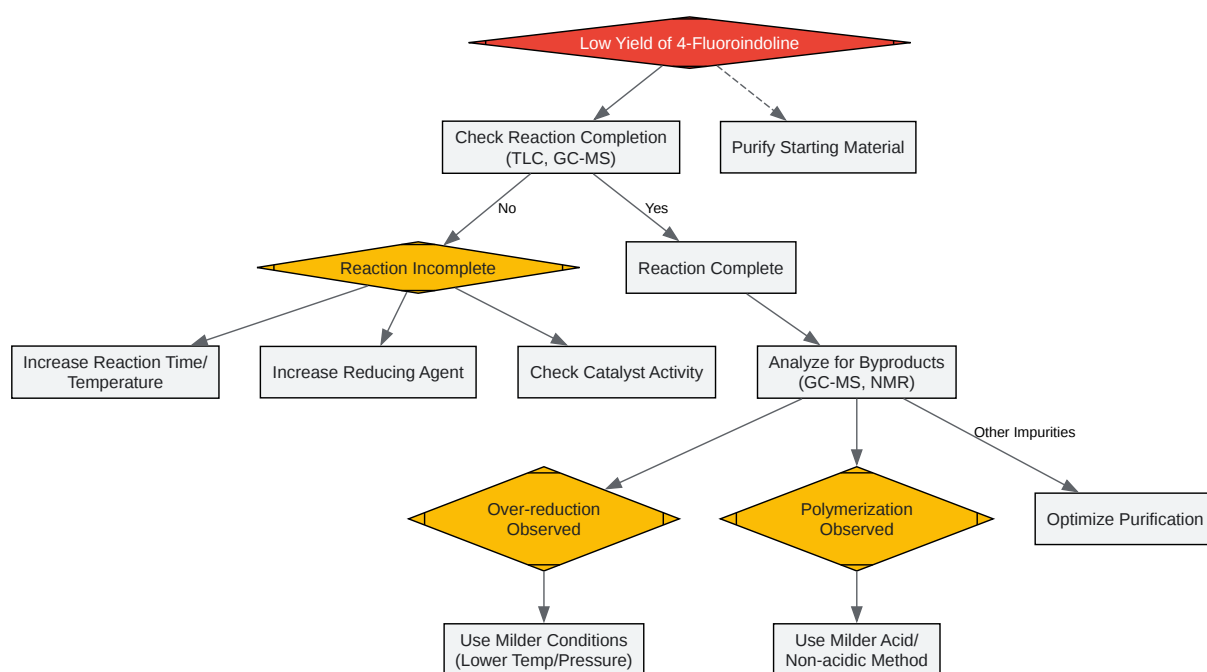 Low Yield of 4-Fluoroindoline
Check Reaction Completion
(TLC, GC-MS)
Purify Starting Material
No
Yes
Reaction Incomplete
Reaction Complete
Increase Reaction Time/
Temperature
Increase Reducing Agent
Check Catalyst Activity
Analyze for Byproducts
(GC-MS, NMR)
Other Impurities
Over-reduction
Observed
Polymerization
Observed
Optimize Purification
Use Milder Conditions
(Lower Temp/Pressure)
Use Milder Acid/
Non-acidic Method